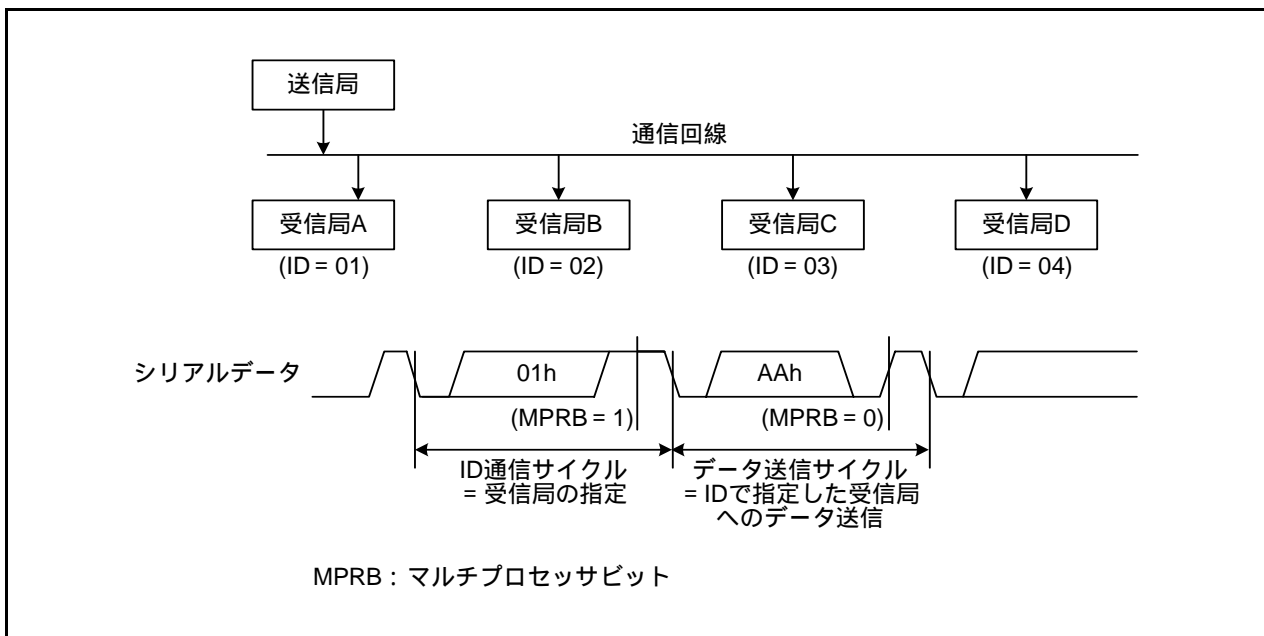 送信局
通信回線
受信局A 受信局B 受信局C 受信局D
(ID = 01) (ID = 02) (ID = 03) (ID = 04)
シリアルデータ 01h AAh
(MPRB = 1) (MPRB = 0)
ID通信サイクル
= 受信局の指定
データ送信サイクル
= IDで指定した受信局
へのデータ送信
MPRB : マルチプロセッサビット